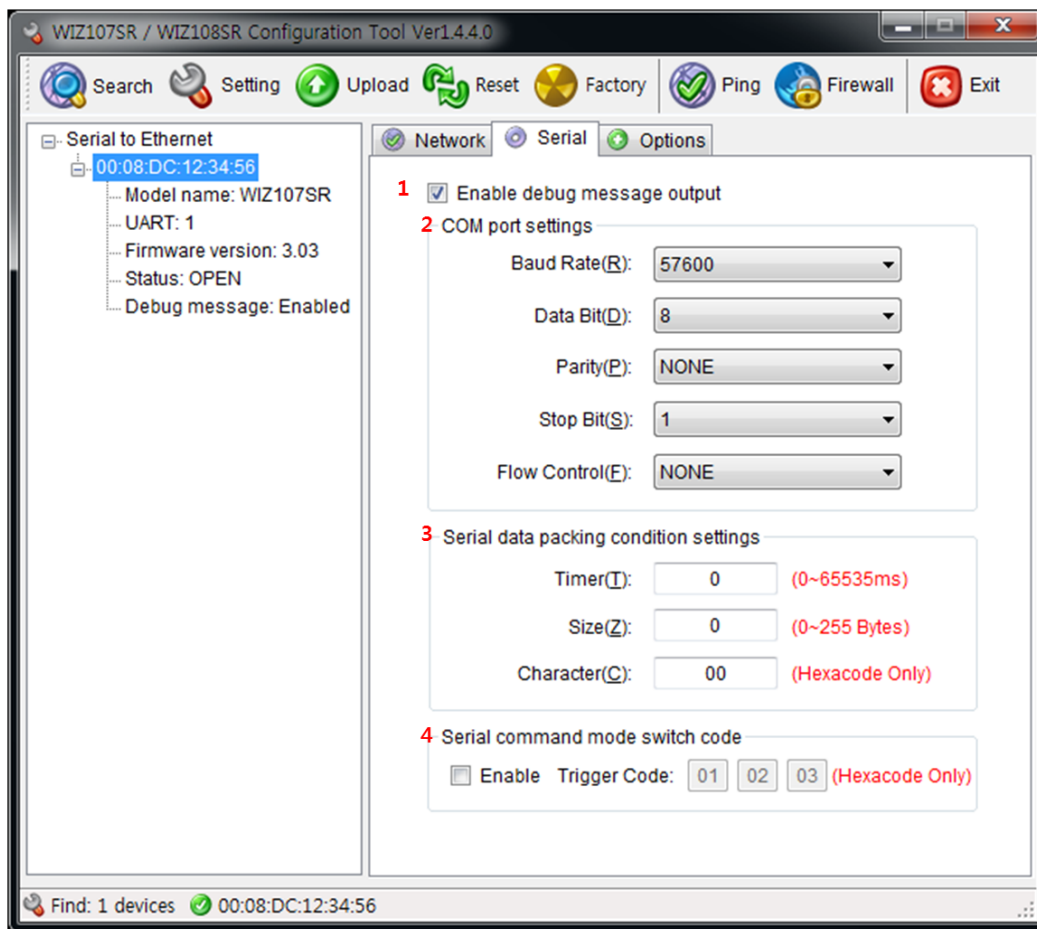 WIZ107SR / WIZ108SR Configuration Tool Ver1.4.4.0
Search Setting Upload Reset Factory Ping Firewall Exit
Serial to Ethernet
00:08:DC:12:34:56
Model name: WIZ107SR
UART: 1
Firmware version: 3.03
Status: OPEN
Debug message: Enabled
Network Serial Options
1 Enable debug message output
2 COM port settings
Baud Rate(R): 57600
Data Bit(D): 8
Parity(P): NONE
Stop Bit(S): 1
Flow Control(F): NONE
3 Serial data packing condition settings
Timer(T): 0 (0~65535ms)
Size(Z): 0 (0~255 Bytes)
Character(C): 00 (Hexacode Only)
4 Serial command mode switch code
Enable Trigger Code: 01 02 03 (Hexacode Only)
Find: 1 devices 00:08:DC:12:34:56